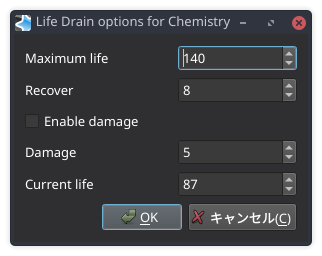 Life Drain options for Chemistry
Maximum life 140
Recover 8
Enable damage
Damage 5
Current life 87
OK キャンセル(C)